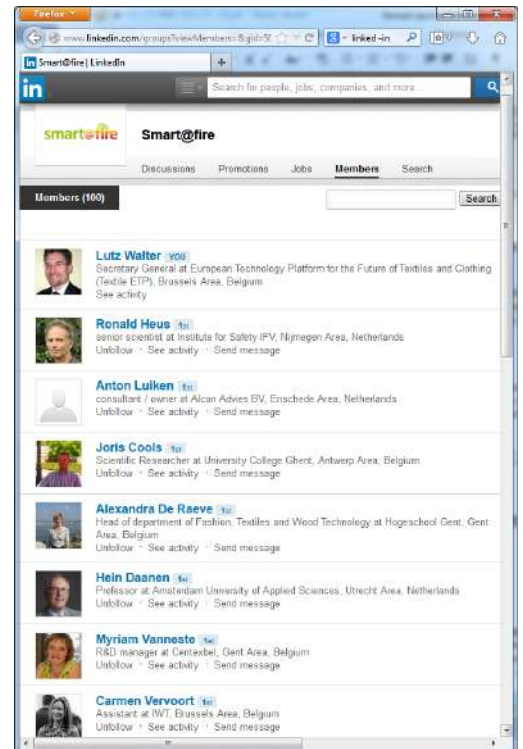 Firefox
www.linkedin.com/groups?viewMembers=&gid=5
linked-in
Smart@fire | LinkedIn
in
Search for people, jobs, companies, and more...
smart@fire
Smart@fire
Discussions Promotions Jobs Members Search
Members (100)
Search
Lutz Walter YOU
Secretary General at European Technology Platform for the Future of Textiles and Clothing
(Textile ETP), Brussels Area, Belgium
See activity
Ronald Heus 1st
senior scientist at Institute for Safety IFV, Nijmegen Area, Netherlands
Unfollow · See activity · Send message
Anton Luiken 1st
consultant / owner at Alcon Advies BV, Enschede Area, Netherlands
Unfollow · See activity · Send message
Joris Cools 1st
Scientific Researcher at University College Ghent, Antwerp Area, Belgium
Unfollow · See activity · Send message
Alexandra De Raeve 1st
Head of department of Fashion, Textiles and Wood Technology at Hogeschool Gent, Gent
Area, Belgium
Unfollow · See activity · Send message
Hein Daanen 1st
Professor at Amsterdam University of Applied Sciences, Utrecht Area, Netherlands
Unfollow · See activity · Send message
Myriam Vanneste 1st
R&D manager at Centexbel, Gent Area, Belgium
Unfollow · See activity · Send message
Carmen Vervoort 1st
Assistant at IWT, Brussels Area, Belgium
Unfollow · See activity · Send message